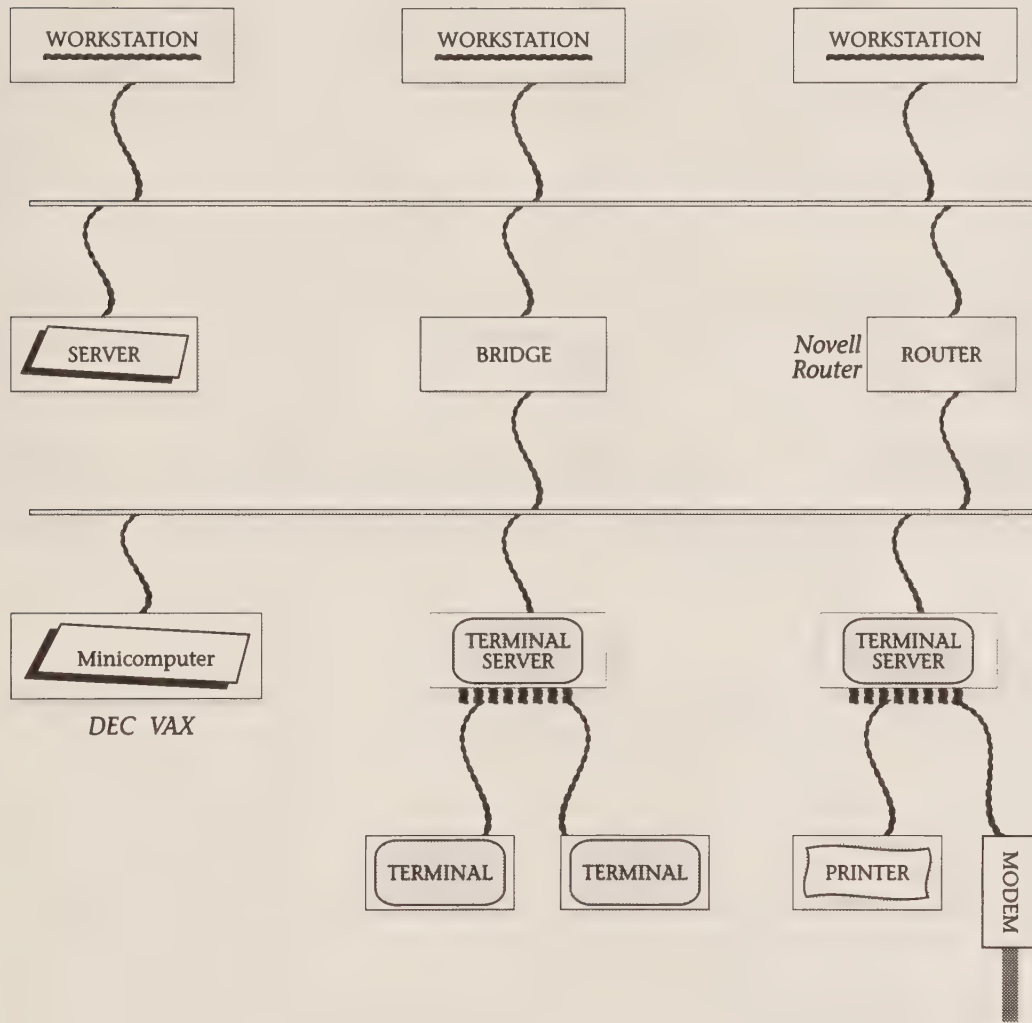 WORKSTATION
WORKSTATION
WORKSTATION
SERVER
BRIDGE
Novell
Router
ROUTER
Minicomputer
DEC VAX
TERMINAL
SERVER
TERMINAL
SERVER
TERMINAL
TERMINAL
PRINTER
MODEM